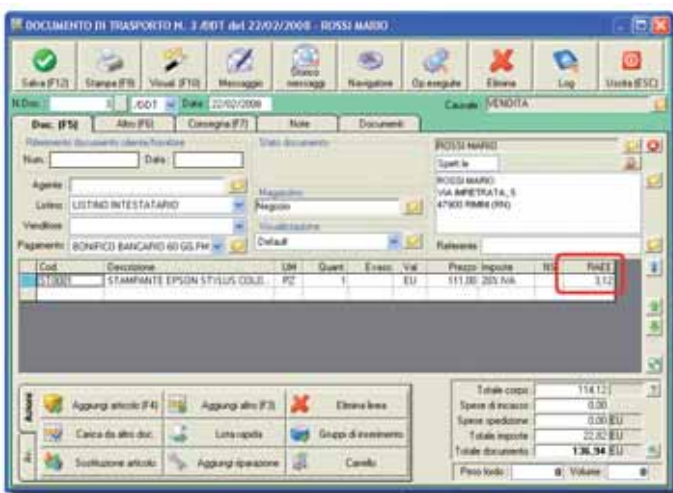 DOCUMENTO DI TRASPORTO N. 3 /DDT del 22/02/2008 - ROSSI MARIO
Salva (F12) Stampa (F9) Visual. (F10) Messaggio Storico messaggi Navigatore Op.eseguite Elimina Log Uscita (ESC)
N.Doc. : 3 /DDT Data : 22/02/2008 Causale VENDITA
Doc. (F5) Altro (F6) Consegna (F7) Note Documenti
Riferimento documento cliente/fornitore Stato documento ROSSI MARIO
Num. Data : Spett.le
Agente ROSSI MARIO
Magazzino VIA IMPIETRATA, 5
Listino LISTINO INTESTATARIO Negozio 47900 RIMINI (RN)
Venditore Visualizzazione
Pagamento BONIFICO BANCARIO 60 GG.FM Default Referente
Cod. Descrizione UM Quant. Evaso Val Prezzo Imposte NS RAEE
ST0001 STAMPANTE EPSON STYLUS COLO... PZ 1 EU 111,00 20% IVA 3,12
Azioni Aggiungi articolo (F4) Aggiungi altro (F3) Elimina linea
Carica da altro doc. Lista rapida Gruppi di inserimento
Sostituzione articolo Aggiungi riparazione Carrello
Totale corpo : 114,12
Spese di incasso 0,00
Spese spedizione 0,00 EU
Totale imposte 22,82 EU
Totale documento 136,94 EU
Peso lordo : 0 Volume : 0